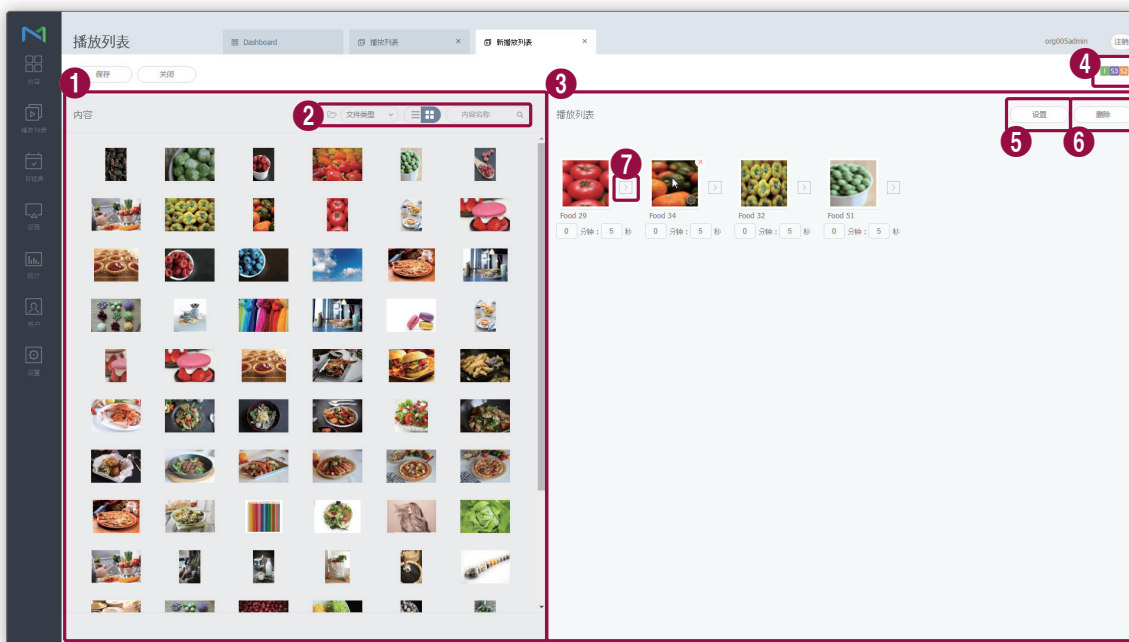 播放列表
Dashboard
播放列表 ×
新播放列表 ×
org005admin
注销
保存
关闭
1
3
4
I S3 S2
内容
2
文件类型
内容名称
播放列表
设置
删除
5
6
7
内容
播放列表
日程表
设备
统计
用户
设置
Food 29
Food 34
Food 32
Food 51
0 分钟 : 5 秒
0 分钟 : 5 秒
0 分钟 : 5 秒
0 分钟 : 5 秒